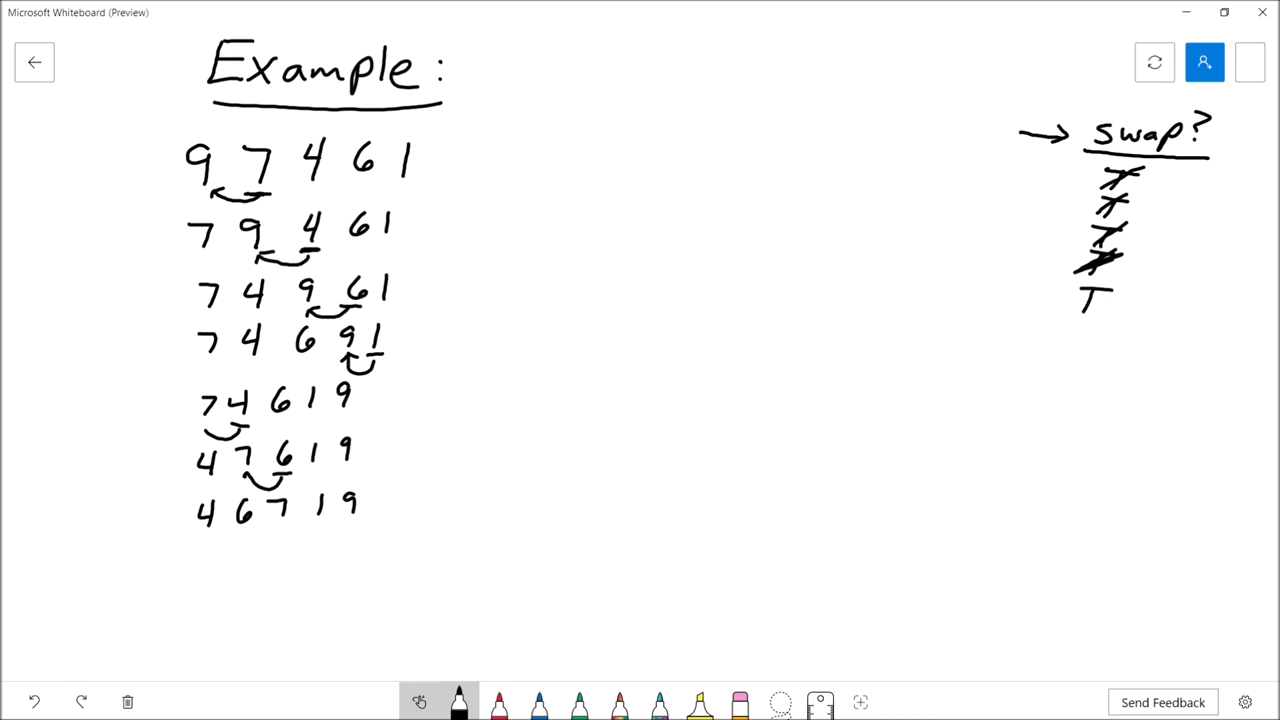 Microsoft Whiteboard (Preview)
Example:
swap?
9 7 4 6 1
7 9 4 6 1
7 4 9 6 1
7 4 6 9 1
7 4 6 1 9
4 7 6 1 9
4 6 7 1 9
T
Send Feedback